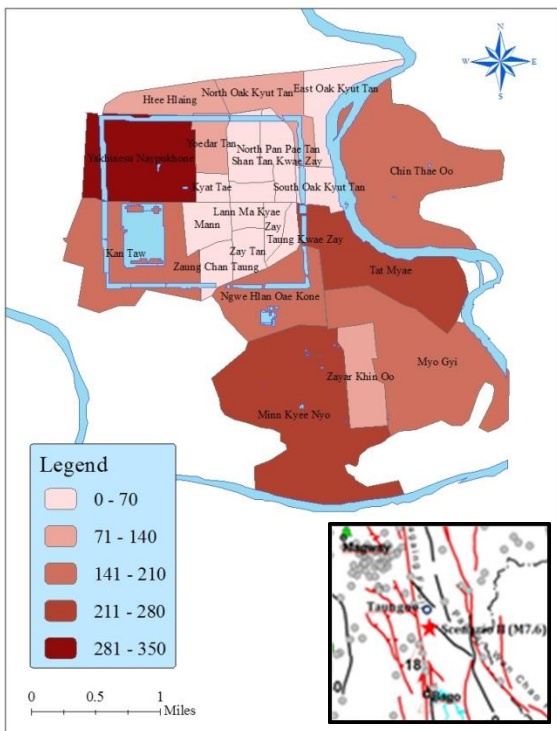 N
W E
S
East Oak Kyut Tan
North Oak Kyut Tan
Htee Hlaing
Yoedar Tan
North Pan Pae Tan
Shan Tan Kwae Zay
Chin Thae Oo
Kyat Tae
South Oak Kyut Tan
Lann Ma Kyae
Mann
Zay
Taung Kwae Zay
Kan Taw
Zay Tan
Zaung Chan Taung
Tat Myae
Ngwe Hlan Oae Kone
Myo Gyi
Zayar Khin Oo
Minn Kyee Nyo
Legend
0 - 70
71 - 140
141 - 210
211 - 280
281 - 350
0 0.5 1
Miles
Magway
Taungoo
Scenario II (M7.6)
18
Bago